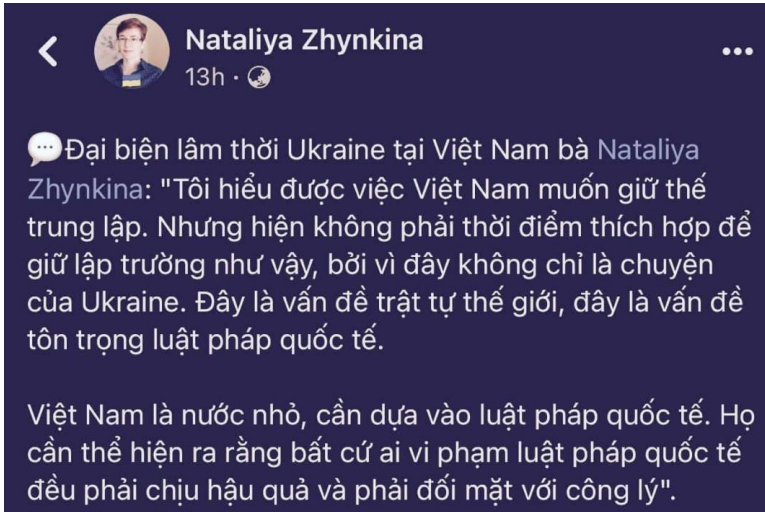 Nataliya Zhynkina
13h ·
Đại biện lâm thời Ukraine tại Việt Nam bà Nataliya
Zhynkina: "Tôi hiểu được việc Việt Nam muốn giữ thế
trung lập. Nhưng hiện không phải thời điểm thích hợp để
giữ lập trường như vậy, bởi vì đây không chỉ là chuyện
của Ukraine. Đây là vấn đề trật tự thế giới, đây là vấn đề
tôn trọng luật pháp quốc tế.
Việt Nam là nước nhỏ, cần dựa vào luật pháp quốc tế. Họ
cần thể hiện ra rằng bất cứ ai vi phạm luật pháp quốc tế
đều phải chịu hậu quả và phải đối mặt với công lý".